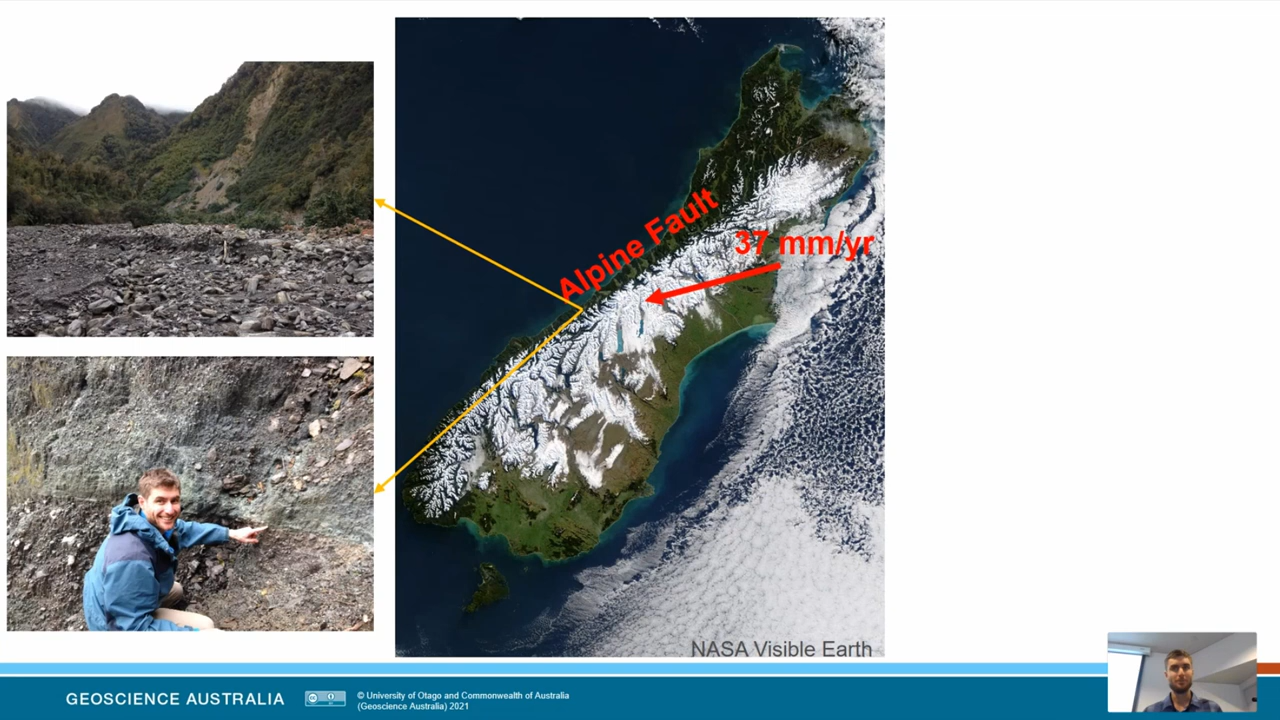 Alpine Fault
37 mm/yr
NASA Visible Earth
GEOSCIENCE AUSTRALIA
© University of Otago and Commonwealth of Australia
(Geoscience Australia) 2021